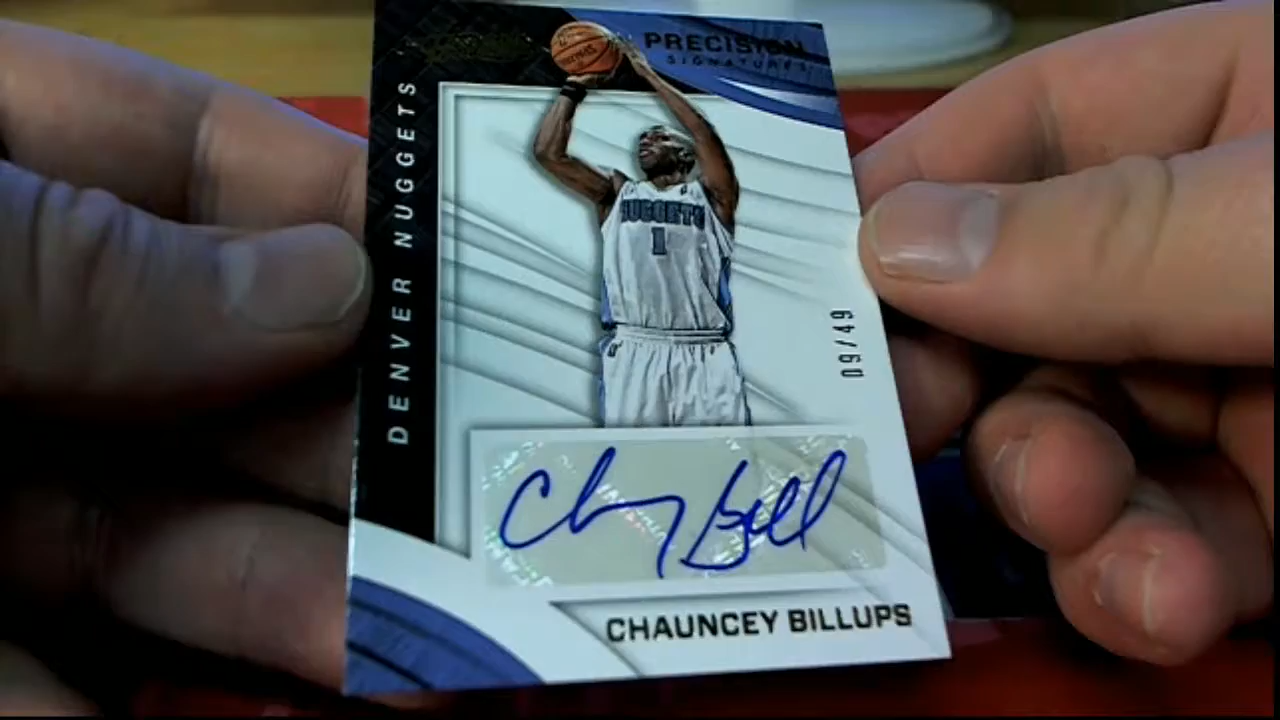 PRECISION
SIGNATURES
DENVER NUGGETS
NUGGETS
1
09/49
CHAUNCEY BILLUPS